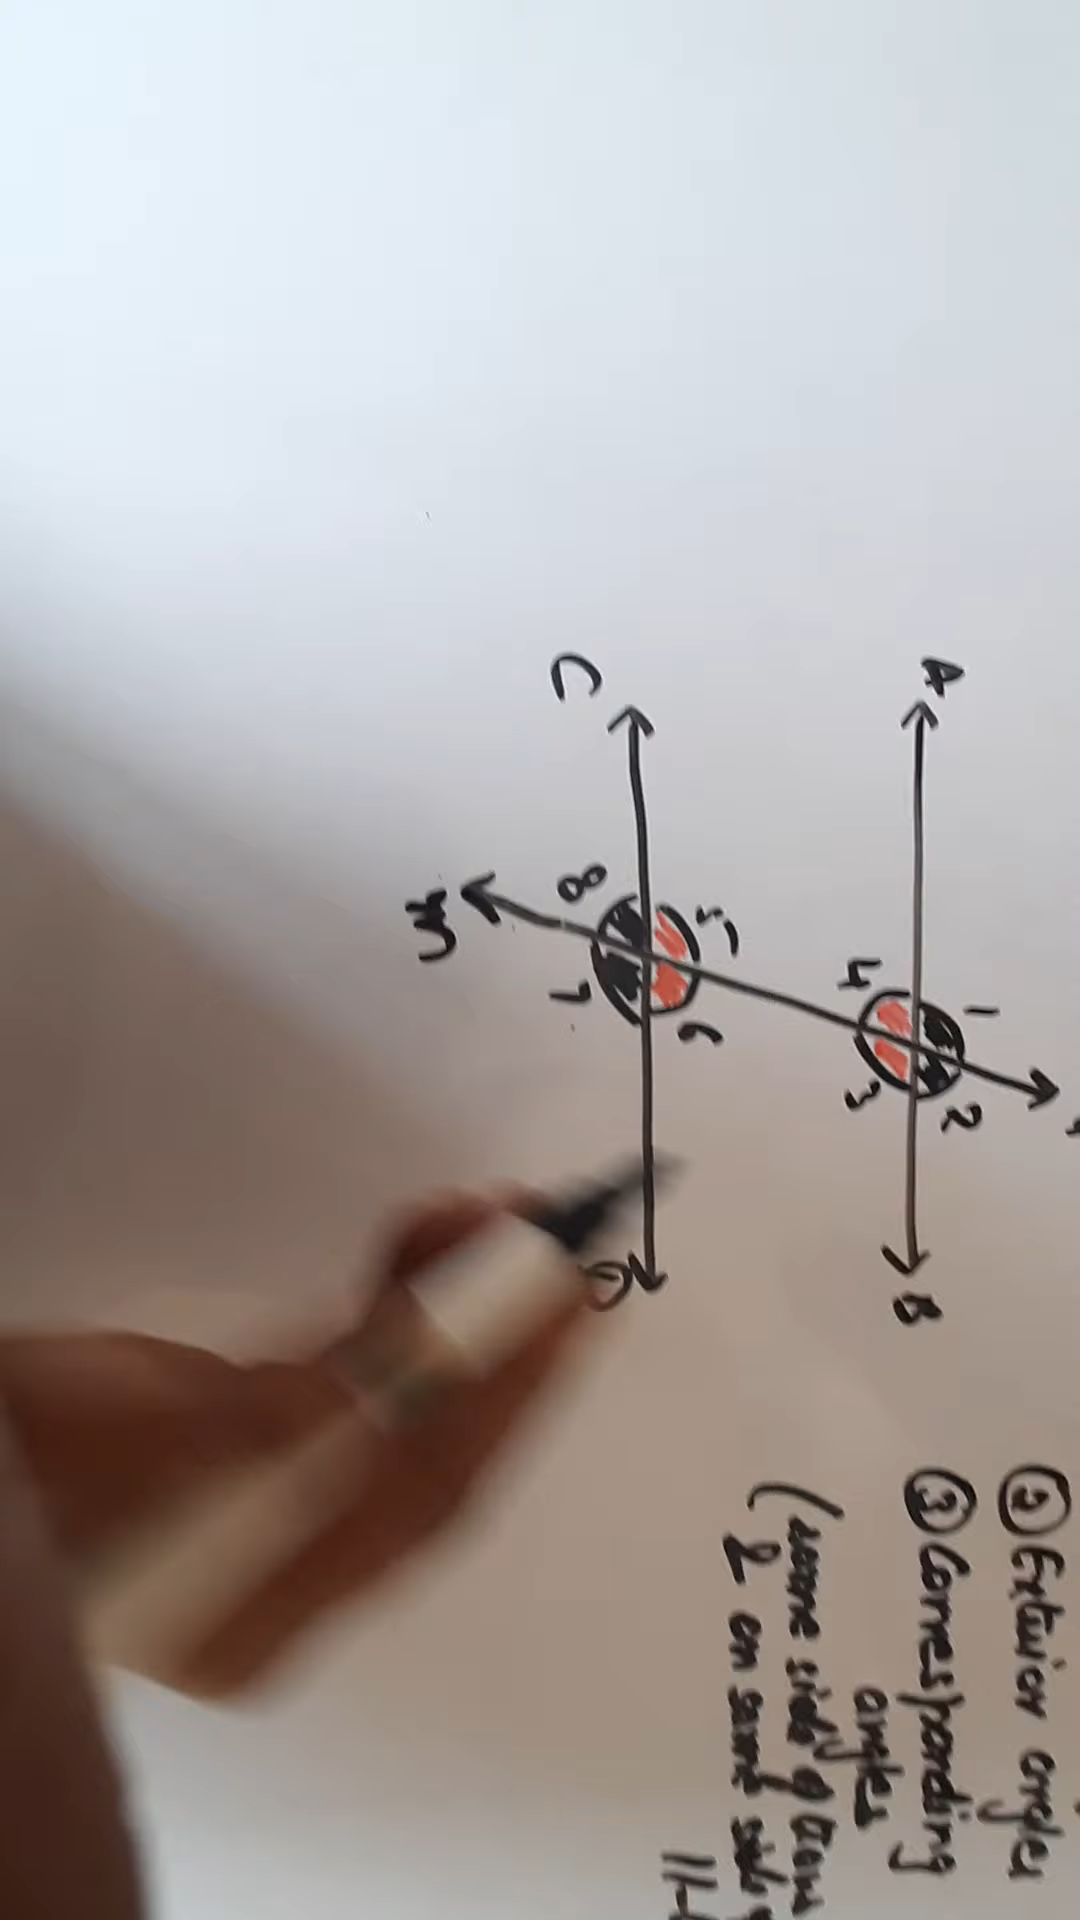 A
B
1
2
4
3
C
5
6
8
7
D
m
② Extuior angles
③ Corresponding
angles
(same side of trans
& on same side